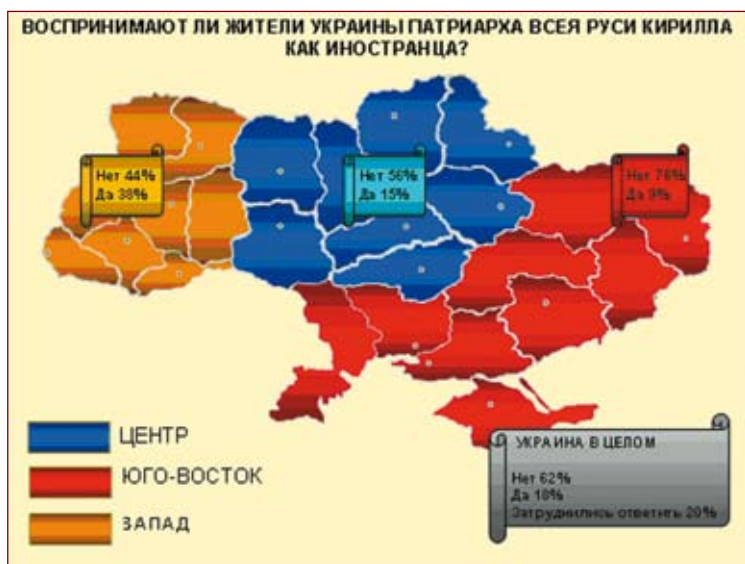 ВОСПРИНИМАЮТ ЛИ ЖИТЕЛИ УКРАИНЫ ПАТРИАРХА ВСЕЯ РУСИ КИРИЛЛА
КАК ИНОСТРАНЦА?
Нет 44%
Да 38%
Нет 56%
Да 15%
Нет 78%
Да 9%
ЦЕНТР
ЮГО-ВОСТОК
ЗАПАД
УКРАИНА В ЦЕЛОМ
Нет 62%
Да 18%
Затруднились ответить 20%